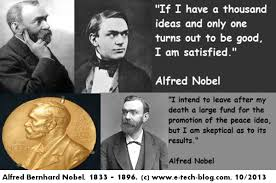 "If I have a thousand
ideas and only one
turns out to be good,
I am satisfied."
Alfred Nobel
"I intend to leave after my
death a large fund for the
promotion of the peace idea,
but I am skeptical as to its
results."
Alfred Nobel
Alfred Bernhard Nobel. 1833 - 1896. (c) www.e-tech-blog.com. 10/2013